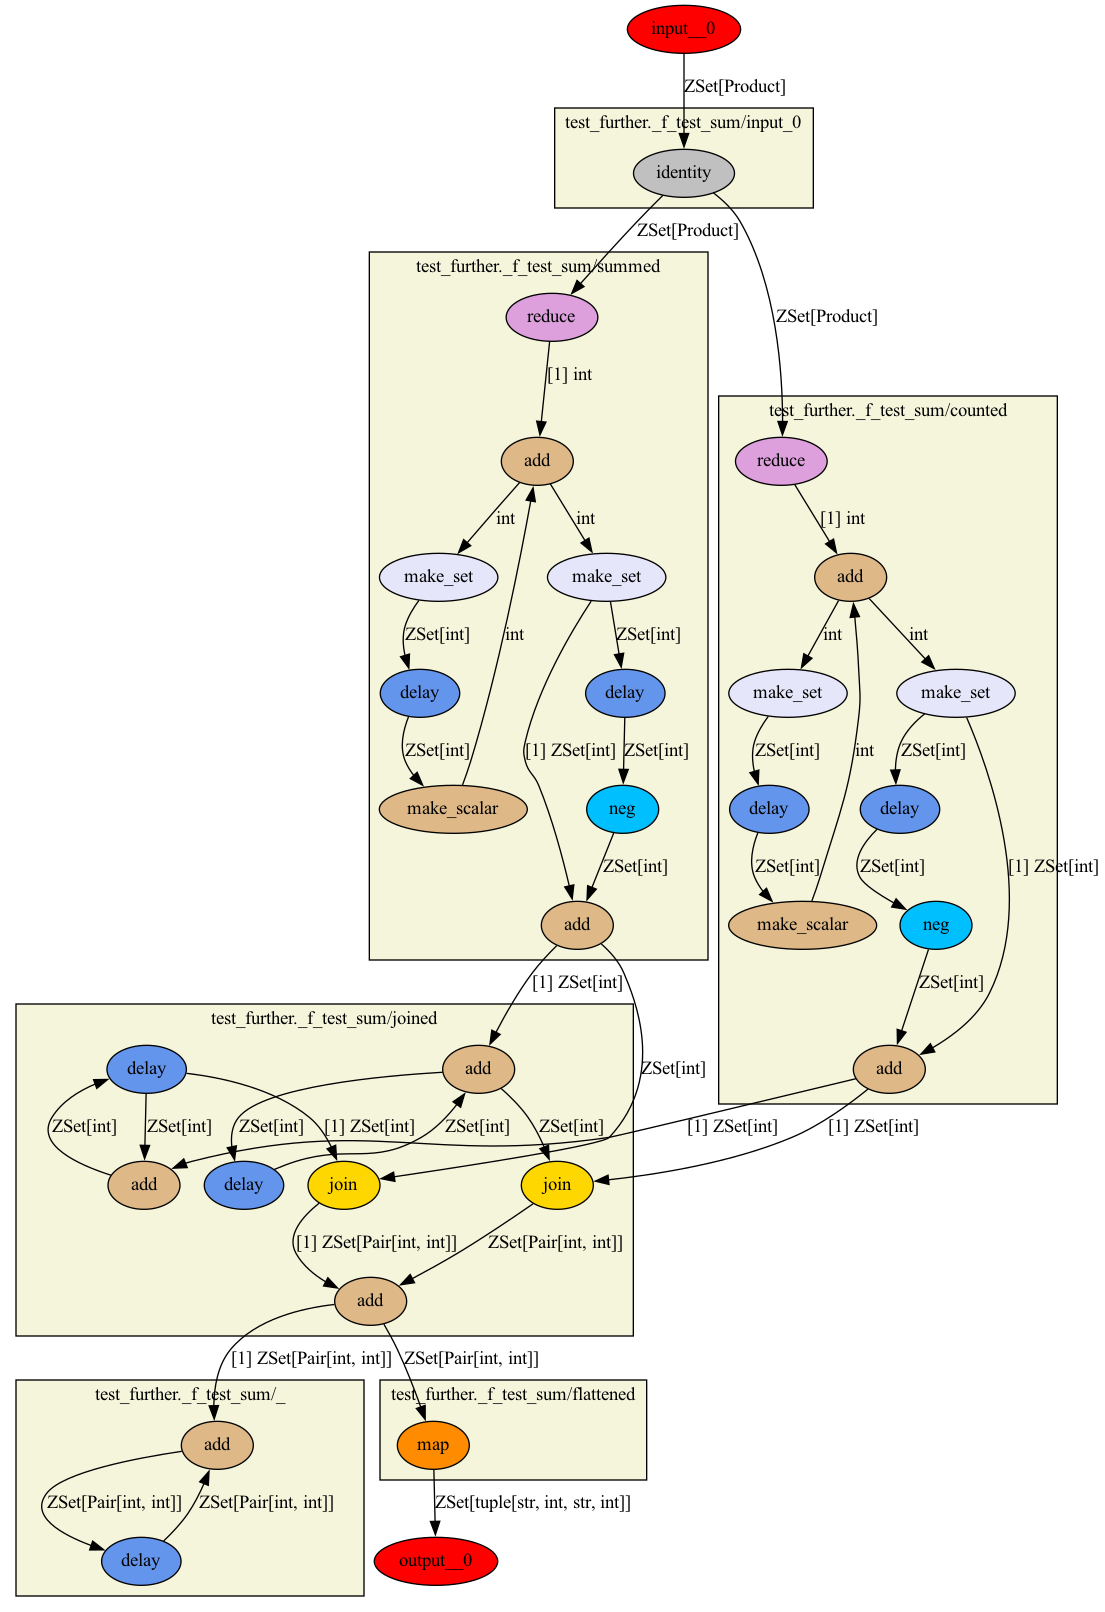 input__0
ZSet[Product]
test_further._f_test_sum/input_0
identity
ZSet[Product]
test_further._f_test_sum/summed
reduce
ZSet[Product]
[1] int
test_further._f_test_sum/counted
add
reduce
int
int
[1] int
make_set
make_set
add
ZSet[int]
int
ZSet[int]
int
int
delay
delay
make_set
make_set
ZSet[int]
[1] ZSet[int]
ZSet[int]
ZSet[int]
int
ZSet[int]
make_scalar
neg
delay
delay
ZSet[int]
ZSet[int]
ZSet[int]
[1] ZSet[int]
add
make_scalar
neg
[1] ZSet[int]
ZSet[int]
test_further._f_test_sum/joined
delay
add
ZSet[int]
add
ZSet[int]
ZSet[int]
ZSet[int]
[1] ZSet[int]
ZSet[int]
ZSet[int]
[1] ZSet[int]
[1] ZSet[int]
add
delay
join
join
[1] ZSet[Pair[int, int]]
ZSet[Pair[int, int]]
add
[1] ZSet[Pair[int, int]]
ZSet[Pair[int, int]]
test_further._f_test_sum/_
test_further._f_test_sum/flattened
add
map
ZSet[Pair[int, int]]
ZSet[Pair[int, int]]
ZSet[tuple[str, int, str, int]]
delay
output__0